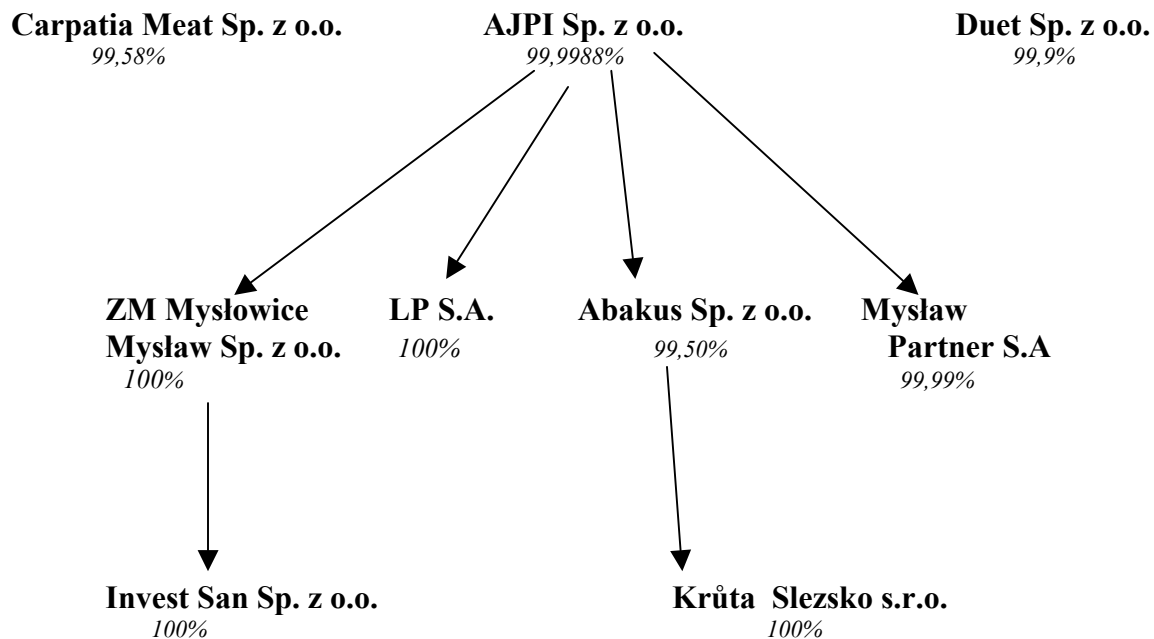 Carpatia Meat Sp. z o.o.
99,58%
AJPI Sp. z o.o.
99,9988%
Duet Sp. z o.o.
99,9%
ZM Mysłowice
Mysław Sp. z o.o.
100%
LP S.A.
100%
Abakus Sp. z o.o.
99,50%
Mysław
Partner S.A
99,99%
Invest San Sp. z o.o.
100%
Krůta Slezsko s.r.o.
100%